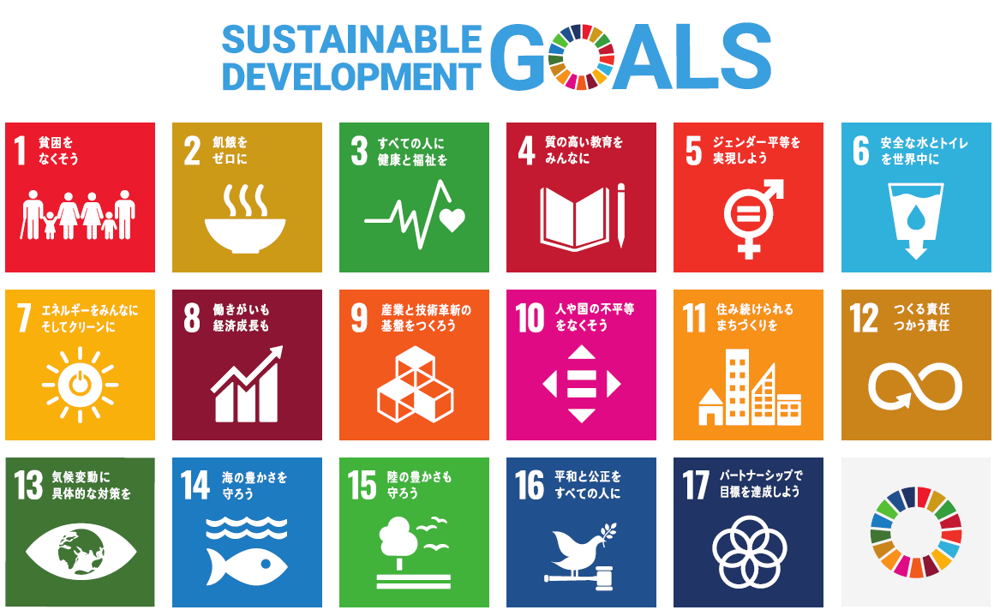 SUSTAINABLE
DEVELOPMENT
GOALS
1 貧困を
なくそう
2 飢餓を
ゼロに
3 すべての人に
健康と福祉を
4 質の高い教育を
みんなに
5 ジェンダー平等を
実現しよう
6 安全な水とトイレ
を世界中に
7 エネルギーをみんなに
そしてクリーンに
8 働きがいも
経済成長も
9 産業と技術革新の
基盤をつくろう
10 人や国の不平等
をなくそう
11 住み続けられる
まちづくりを
12 つくる責任
つかう責任
13 気候変動に
具体的な対策を
14 海の豊かさを
守ろう
15 陸の豊かさも
守ろう
16 平和と公正を
すべての人に
17 パートナーシップで
目標を達成しよう